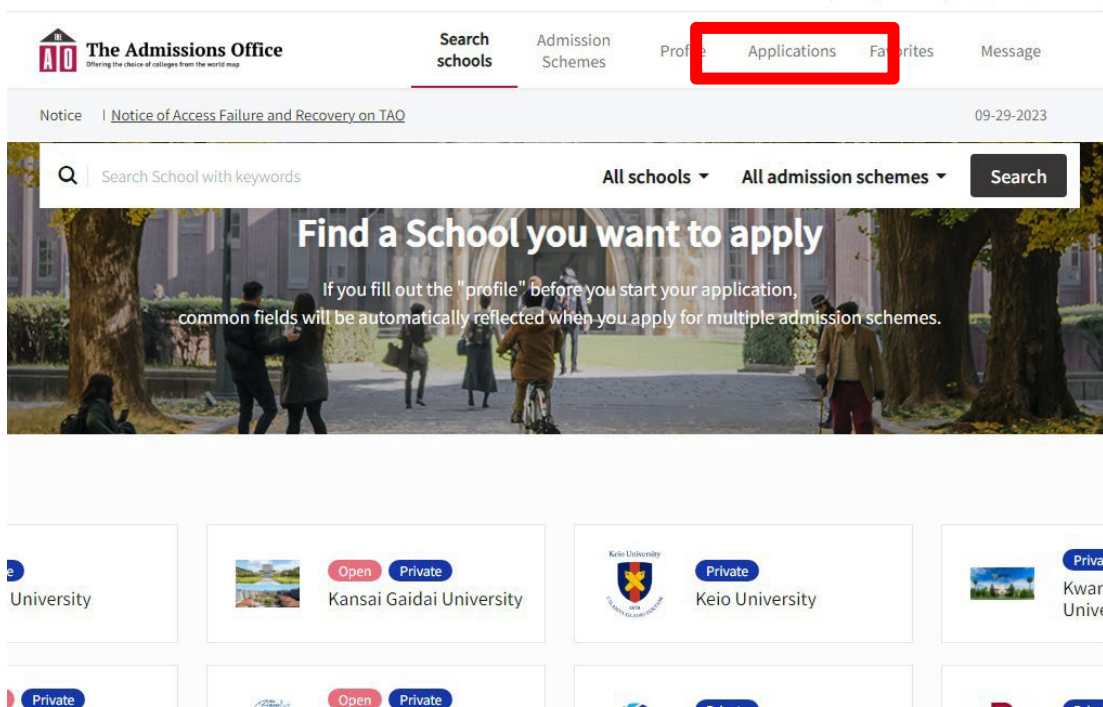 THE
AO
The Admissions Office
Offering the choice of colleges from the world map
Search schools
Admission Schemes
Profile
Applications
Favorites
Message
Notice | Notice of Access Failure and Recovery on TAO 09-29-2023
Search School with keywords
All schools
All admission schemes
Search
Find a School you want to apply
If you fill out the "profile" before you start your application,
common fields will be automatically reflected when you apply for multiple admission schemes.
University
Open Private
Kansai Gaidai University
Keio University
Private
Keio University
Private
Open Private